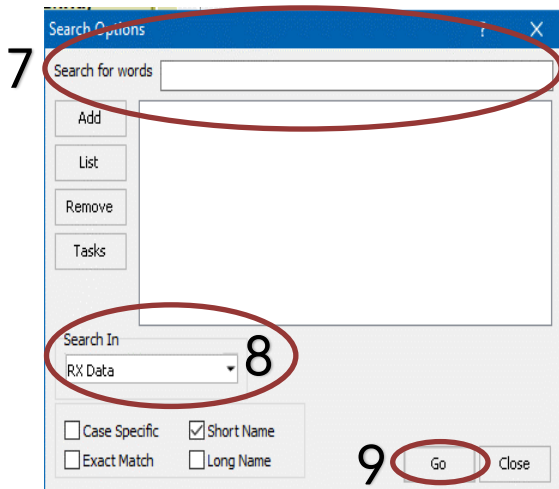 Search Options ? X
7
Search for words
Add
List
Remove
Tasks
Search In
RX Data
8
Case Specific Short Name
Exact Match Long Name
9
Go Close